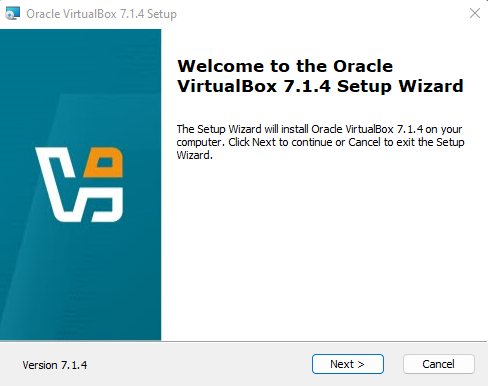 Oracle VirtualBox 7.1.4 Setup
Welcome to the Oracle
VirtualBox 7.1.4 Setup Wizard
The Setup Wizard will install Oracle VirtualBox 7.1.4 on your
computer. Click Next to continue or Cancel to exit the Setup
Wizard.
Version 7.1.4
Next >
Cancel